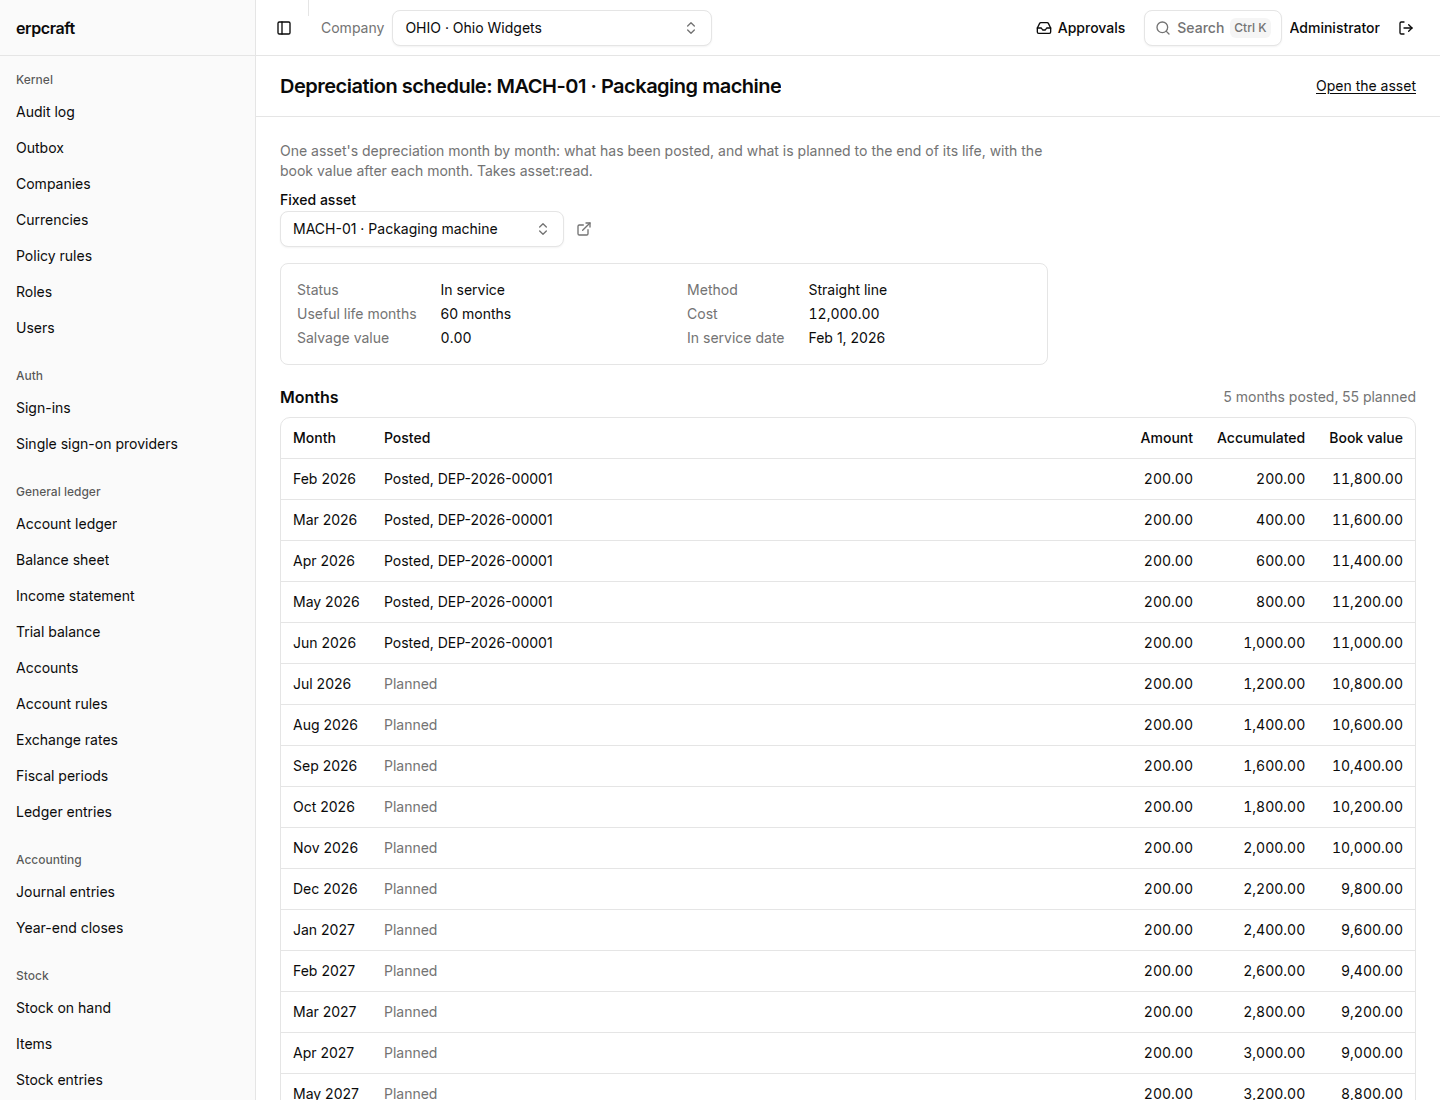 erpcraft
Company
OHIO · Ohio Widgets
Approvals
Search Ctrl K
Administrator
Kernel
Audit log
Outbox
Companies
Currencies
Policy rules
Roles
Users
Auth
Sign-ins
Single sign-on providers
General ledger
Account ledger
Balance sheet
Income statement
Trial balance
Accounts
Account rules
Exchange rates
Fiscal periods
Ledger entries
Accounting
Journal entries
Year-end closes
Stock
Stock on hand
Items
Stock entries
Depreciation schedule: MACH-01 · Packaging machine
Open the asset
One asset's depreciation month by month: what has been posted, and what is planned to the end of its life, with the
book value after each month. Takes asset:read.
Fixed asset
MACH-01 · Packaging machine
Status In service Method Straight line
Useful life months 60 months Cost 12,000.00
Salvage value 0.00 In service date Feb 1, 2026
Months 5 months posted, 55 planned
Month Posted Amount Accumulated Book value
Feb 2026 Posted, DEP-2026-00001 200.00 200.00 11,800.00
Mar 2026 Posted, DEP-2026-00001 200.00 400.00 11,600.00
Apr 2026 Posted, DEP-2026-00001 200.00 600.00 11,400.00
May 2026 Posted, DEP-2026-00001 200.00 800.00 11,200.00
Jun 2026 Posted, DEP-2026-00001 200.00 1,000.00 11,000.00
Jul 2026 Planned 200.00 1,200.00 10,800.00
Aug 2026 Planned 200.00 1,400.00 10,600.00
Sep 2026 Planned 200.00 1,600.00 10,400.00
Oct 2026 Planned 200.00 1,800.00 10,200.00
Nov 2026 Planned 200.00 2,000.00 10,000.00
Dec 2026 Planned 200.00 2,200.00 9,800.00
Jan 2027 Planned 200.00 2,400.00 9,600.00
Feb 2027 Planned 200.00 2,600.00 9,400.00
Mar 2027 Planned 200.00 2,800.00 9,200.00
Apr 2027 Planned 200.00 3,000.00 9,000.00
May 2027 Planned 200.00 3,200.00 8,800.00